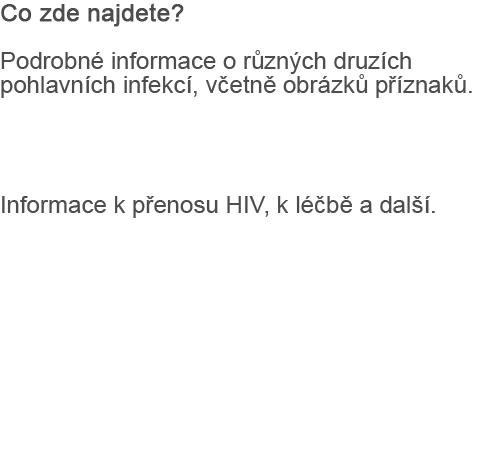 Co zde najdete?
Podrobné informace o různých druzích
pohlavních infekcí, včetně obrázků příznaků.
Informace k přenosu HIV, k léčbě a další.